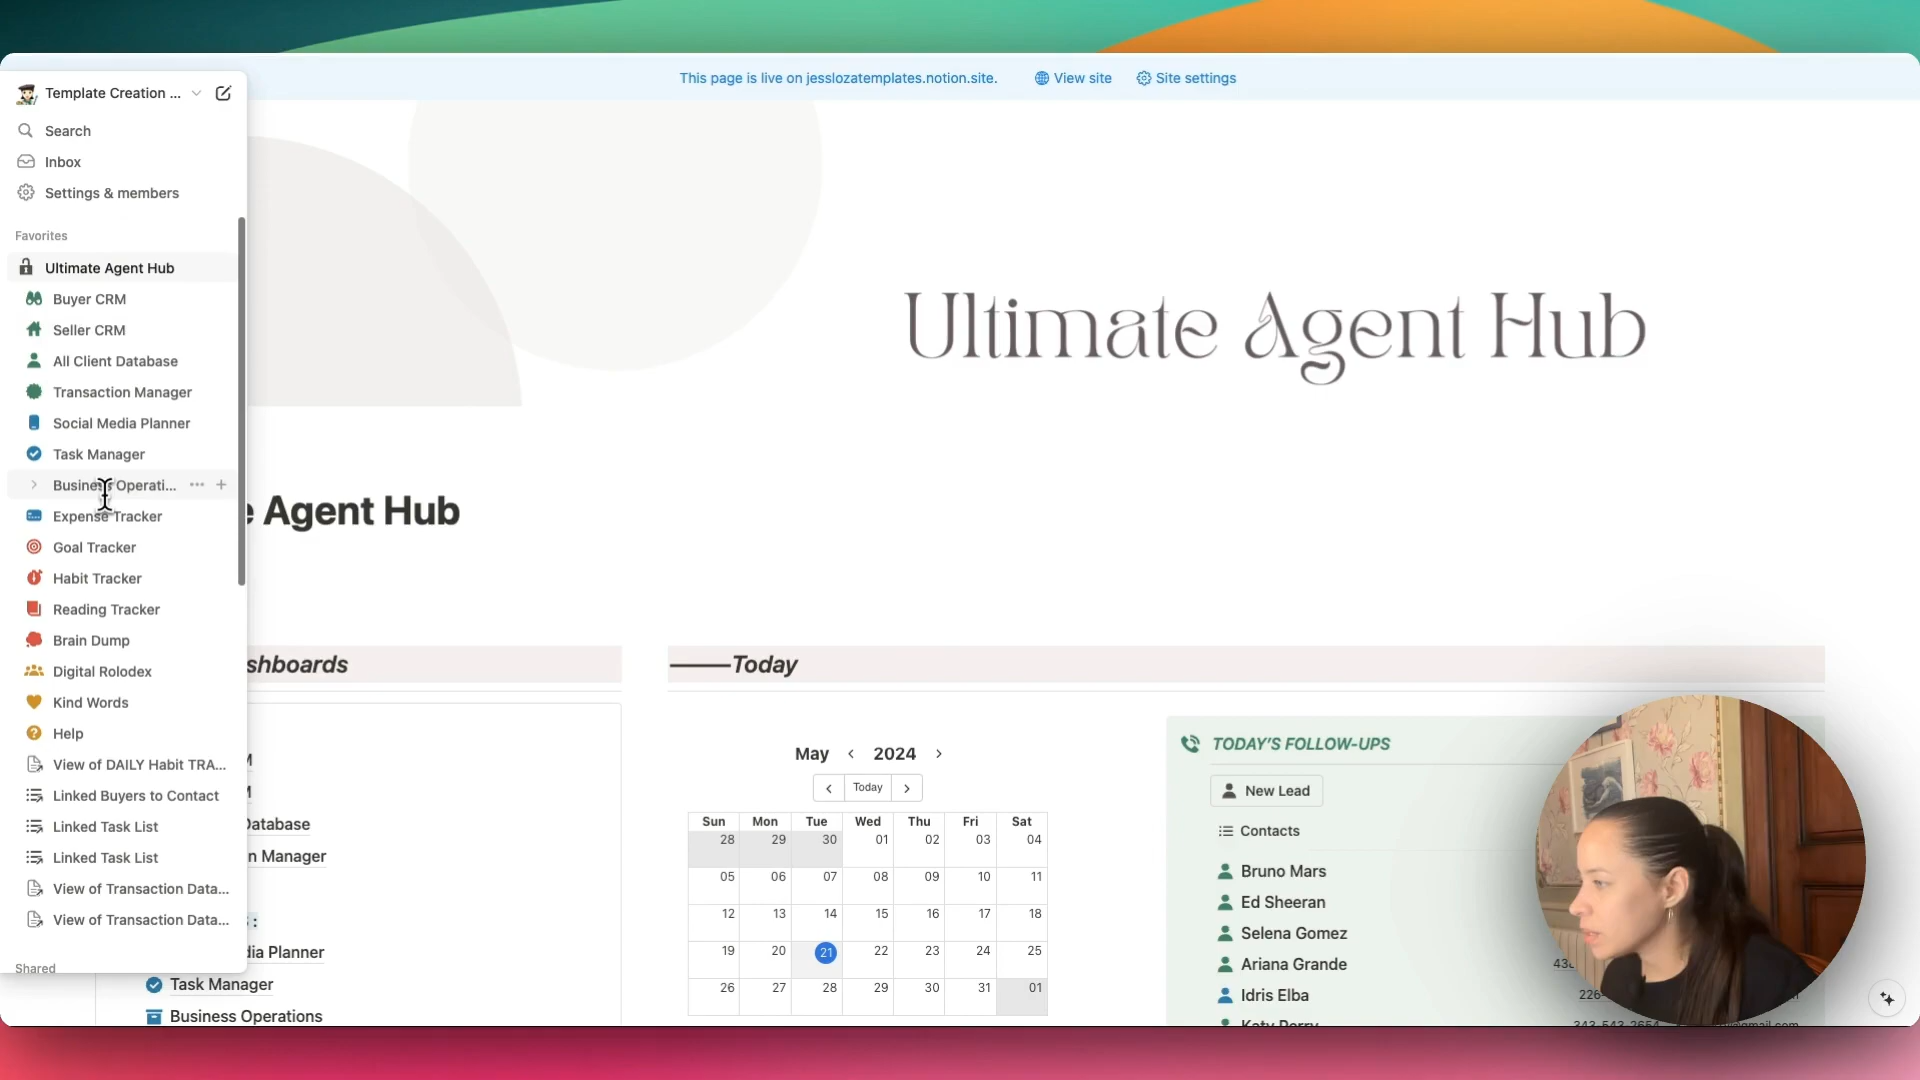 This page is live on jesslozatemplates.notion.site.
View site
Site settings
Template Creation ...
Search
Inbox
Settings & members
Favorites
Ultimate Agent Hub
Buyer CRM
Seller CRM
All Client Database
Transaction Manager
Social Media Planner
Task Manager
Business Operati...
Expense Tracker
Goal Tracker
Habit Tracker
Reading Tracker
Brain Dump
Digital Rolodex
Kind Words
Help
View of DAILY Habit TRA...
Linked Buyers to Contact
Linked Task List
Linked Task List
View of Transaction Data...
View of Transaction Data...
Shared
Ultimate Agent Hub
Agent Hub
shboards
Database
n Manager
dia Planner
Task Manager
Business Operations
Today
May 2024
Today
Sun Mon Tue Wed Thu Fri Sat
28 29 30 01 02 03 04
05 06 07 08 09 10 11
12 13 14 15 16 17 18
19 20 21 22 23 24 25
26 27 28 29 30 31 01
TODAY'S FOLLOW-UPS
New Lead
Contacts
Bruno Mars
Ed Sheeran
Selena Gomez
Ariana Grande
Idris Elba
Katy Perry